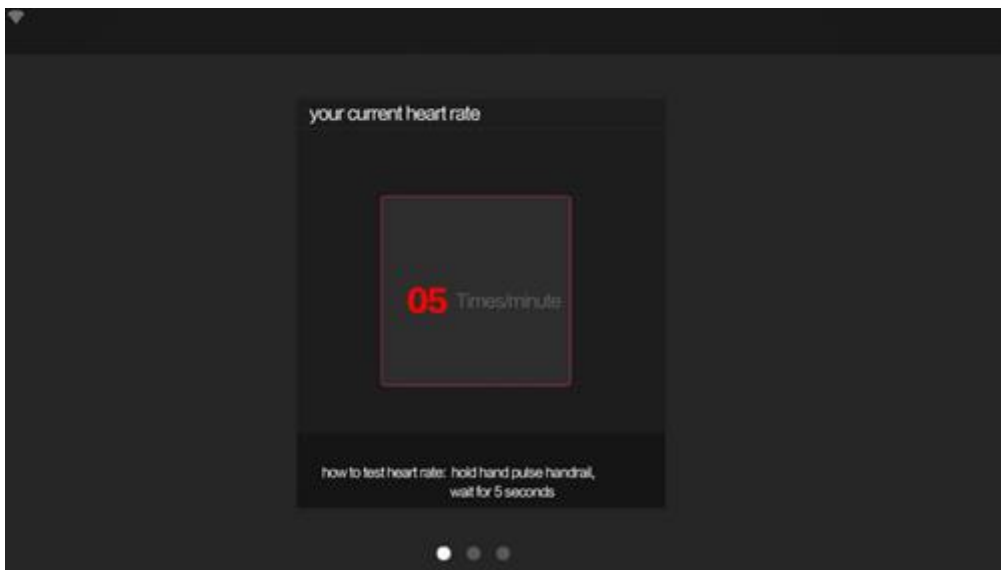 your current heart rate
05 Times/minute
how to test heart rate: hold hand pulse handrail,
wait for 5 seconds